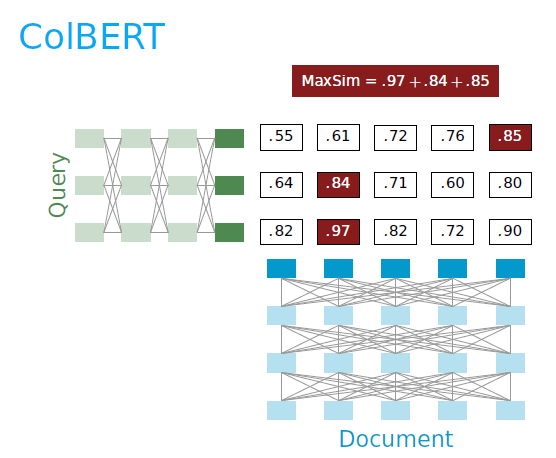 ColBERT
MaxSim = .97 + .84 + .85
.55 .61 .72 .76 .85
.64 .84 .71 .60 .80
.82 .97 .82 .72 .90
Query
Document